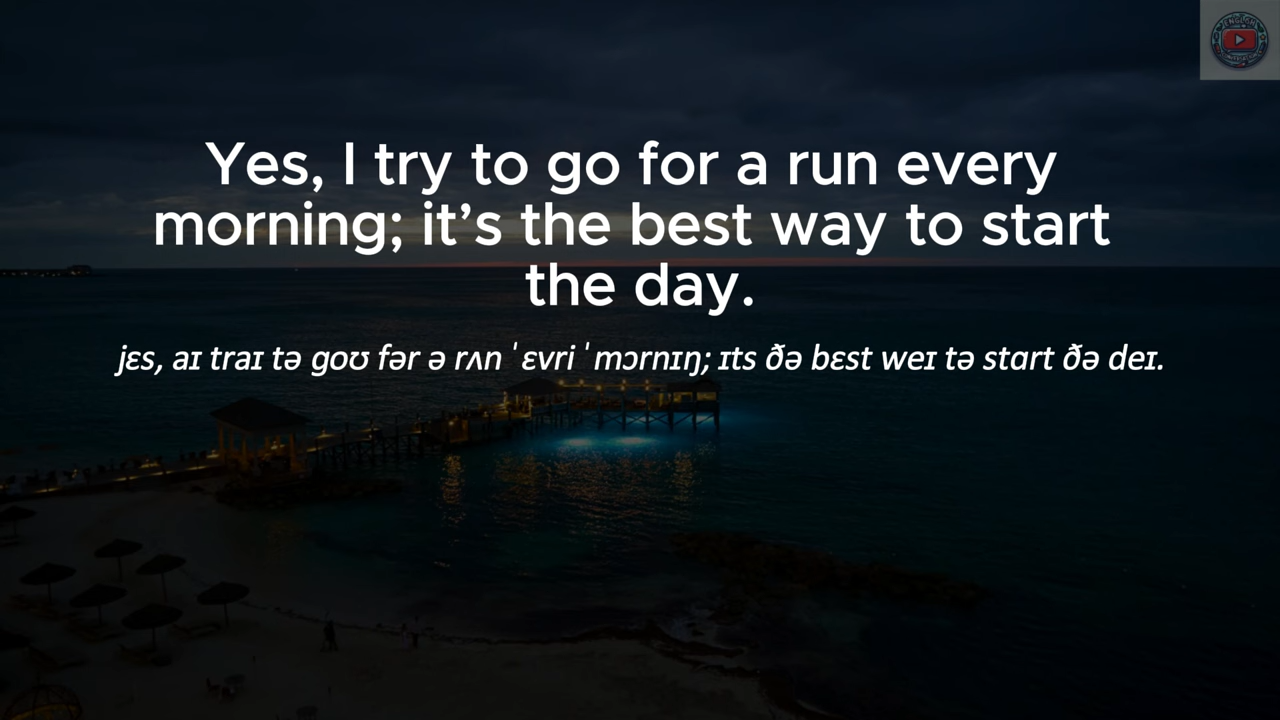 Yes, I try to go for a run every
morning; it’s the best way to start
the day.
jɛs, aɪ traɪ tə goʊ fər ə rʌn ˈɛvri ˈmɔrnɪŋ; ɪts ðə bɛst weɪ tə stɑrt ðə deɪ.